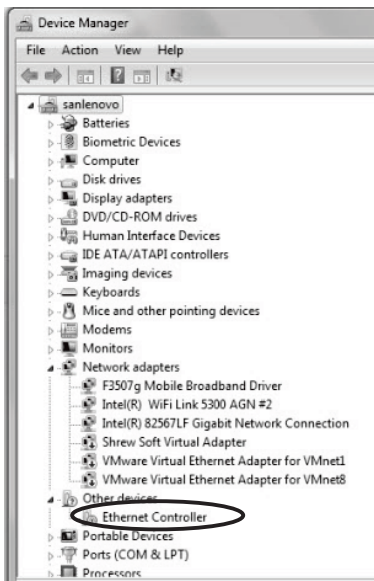 Device Manager
File Action View Help
sanlenovo
Batteries
Biometric Devices
Computer
Disk drives
Display adapters
DVD/CD-ROM drives
Human Interface Devices
IDE ATA/ATAPI controllers
Imaging devices
Keyboards
Mice and other pointing devices
Modems
Monitors
Network adapters
F3507g Mobile Broadband Driver
Intel(R) WiFi Link 5300 AGN #2
Intel(R) 82567LF Gigabit Network Connection
Shrew Soft Virtual Adapter
VMware Virtual Ethernet Adapter for VMnet1
VMware Virtual Ethernet Adapter for VMnet8
Other devices
Ethernet Controller
Portable Devices
Ports (COM & LPT)
Processors